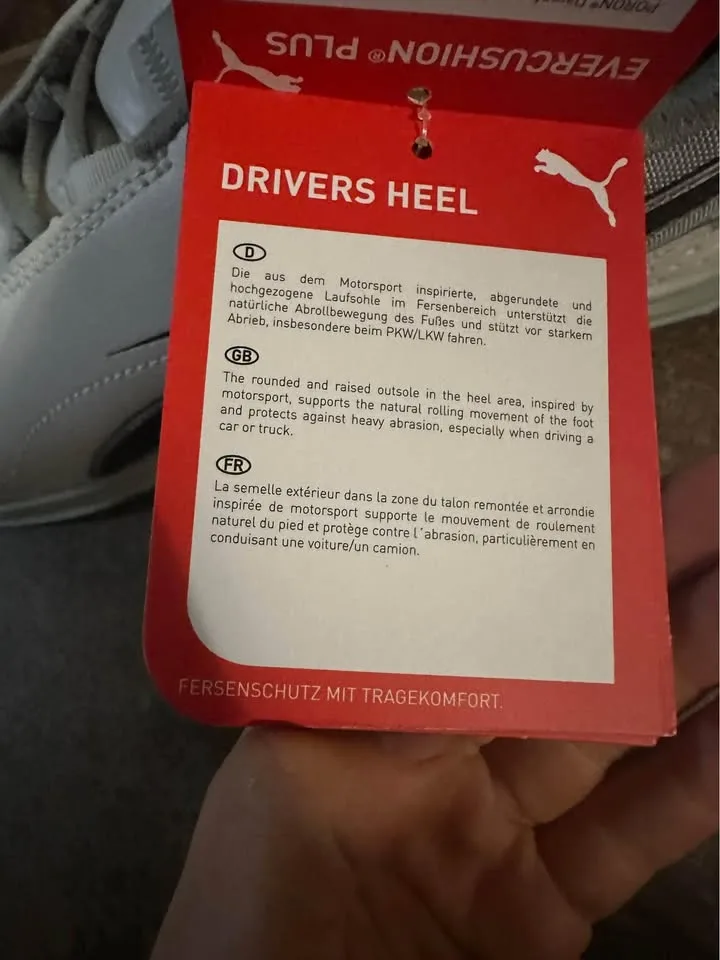 PORON®
EVERCUSHION® PLUS
DRIVERS HEEL
D
Die aus dem Motorsport inspirierte, abgerundete und
hochgezogene Laufsohle im Fersenbereich unterstützt die
natürliche Abrollbewegung des Fußes und stützt vor starkem
Abrieb, insbesondere beim PKW/LKW fahren.
GB
The rounded and raised outsole in the heel area, inspired by
motorsport, supports the natural rolling movement of the foot
and protects against heavy abrasion, especially when driving a
car or truck.
FR
La semelle extérieur dans la zone du talon remontée et arrondie
inspirée de motorsport supporte le mouvement de roulement
naturel du pied et protège contre l´abrasion, particulièrement en
conduisant une voiture/un camion.
FERSENSCHUTZ MIT TRAGEKOMFORT.